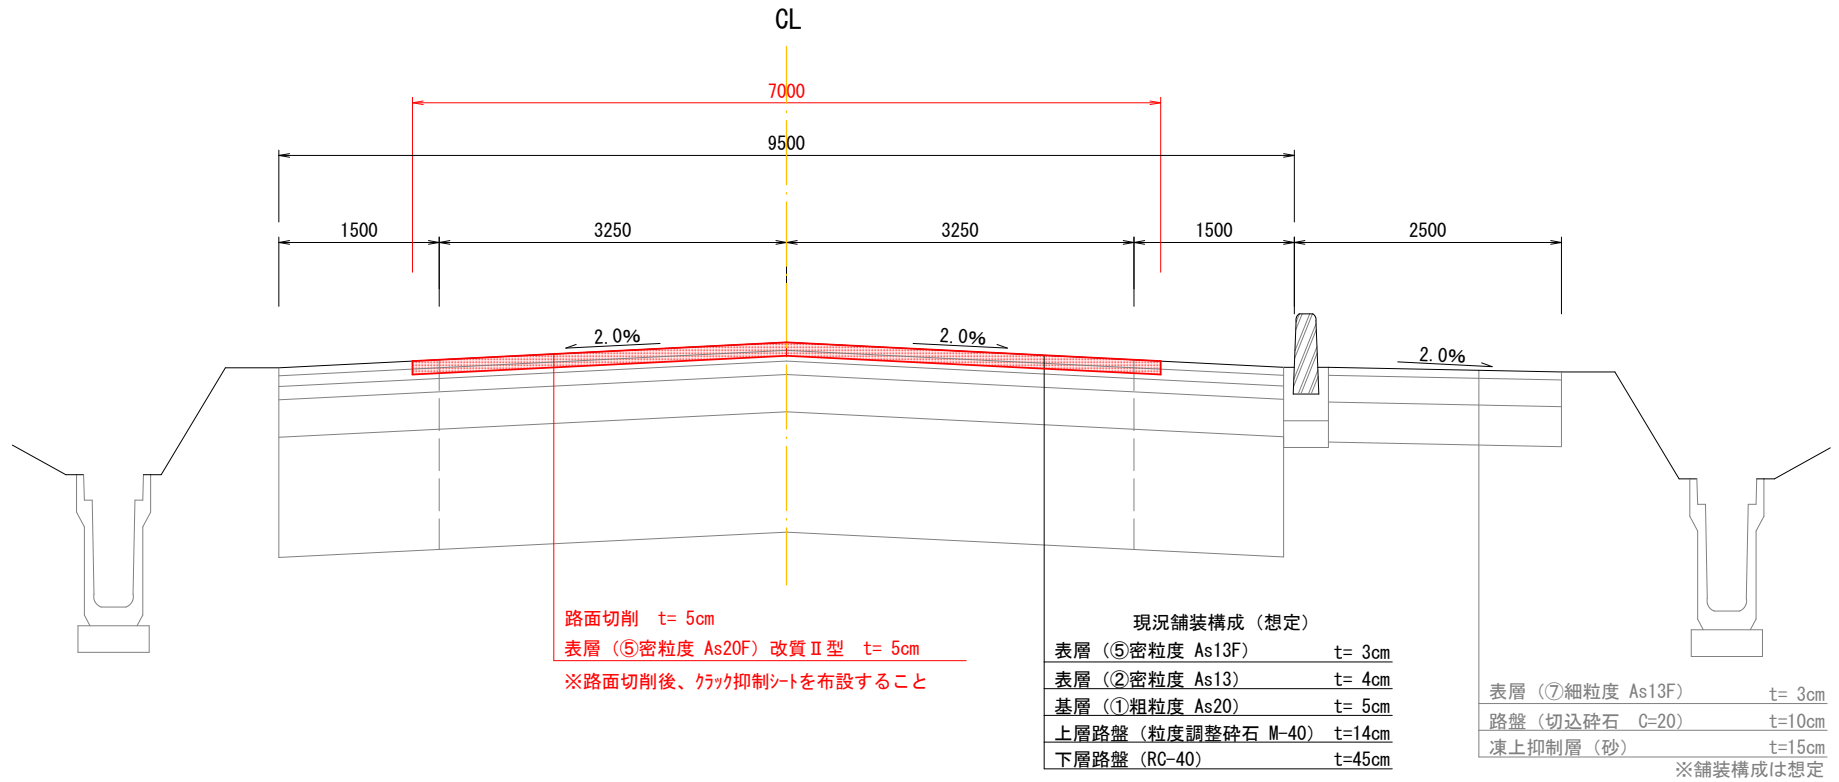 CL
7000
9500
1500
3250
3250
1500
2500
2.0%
2.0%
2.0%
路面切削 t= 5cm
表層（⑤密粒度 As20F）改質Ⅱ型 t= 5cm
※路面切削後、ｸﾗｯｸ抑制ｼｰﾄを布設すること
現況舗装構成（想定）
表層（⑤密粒度 As13F） t= 3cm
表層（②密粒度 As13） t= 4cm
基層（①粗粒度 As20） t= 5cm
上層路盤（粒度調整砕石 M-40） t=14cm
下層路盤（RC-40） t=45cm
表層（⑦細粒度 As13F） t= 3cm
路盤（切込砕石 C=20） t=10cm
凍上抑制層（砂） t=15cm
※舗装構成は想定